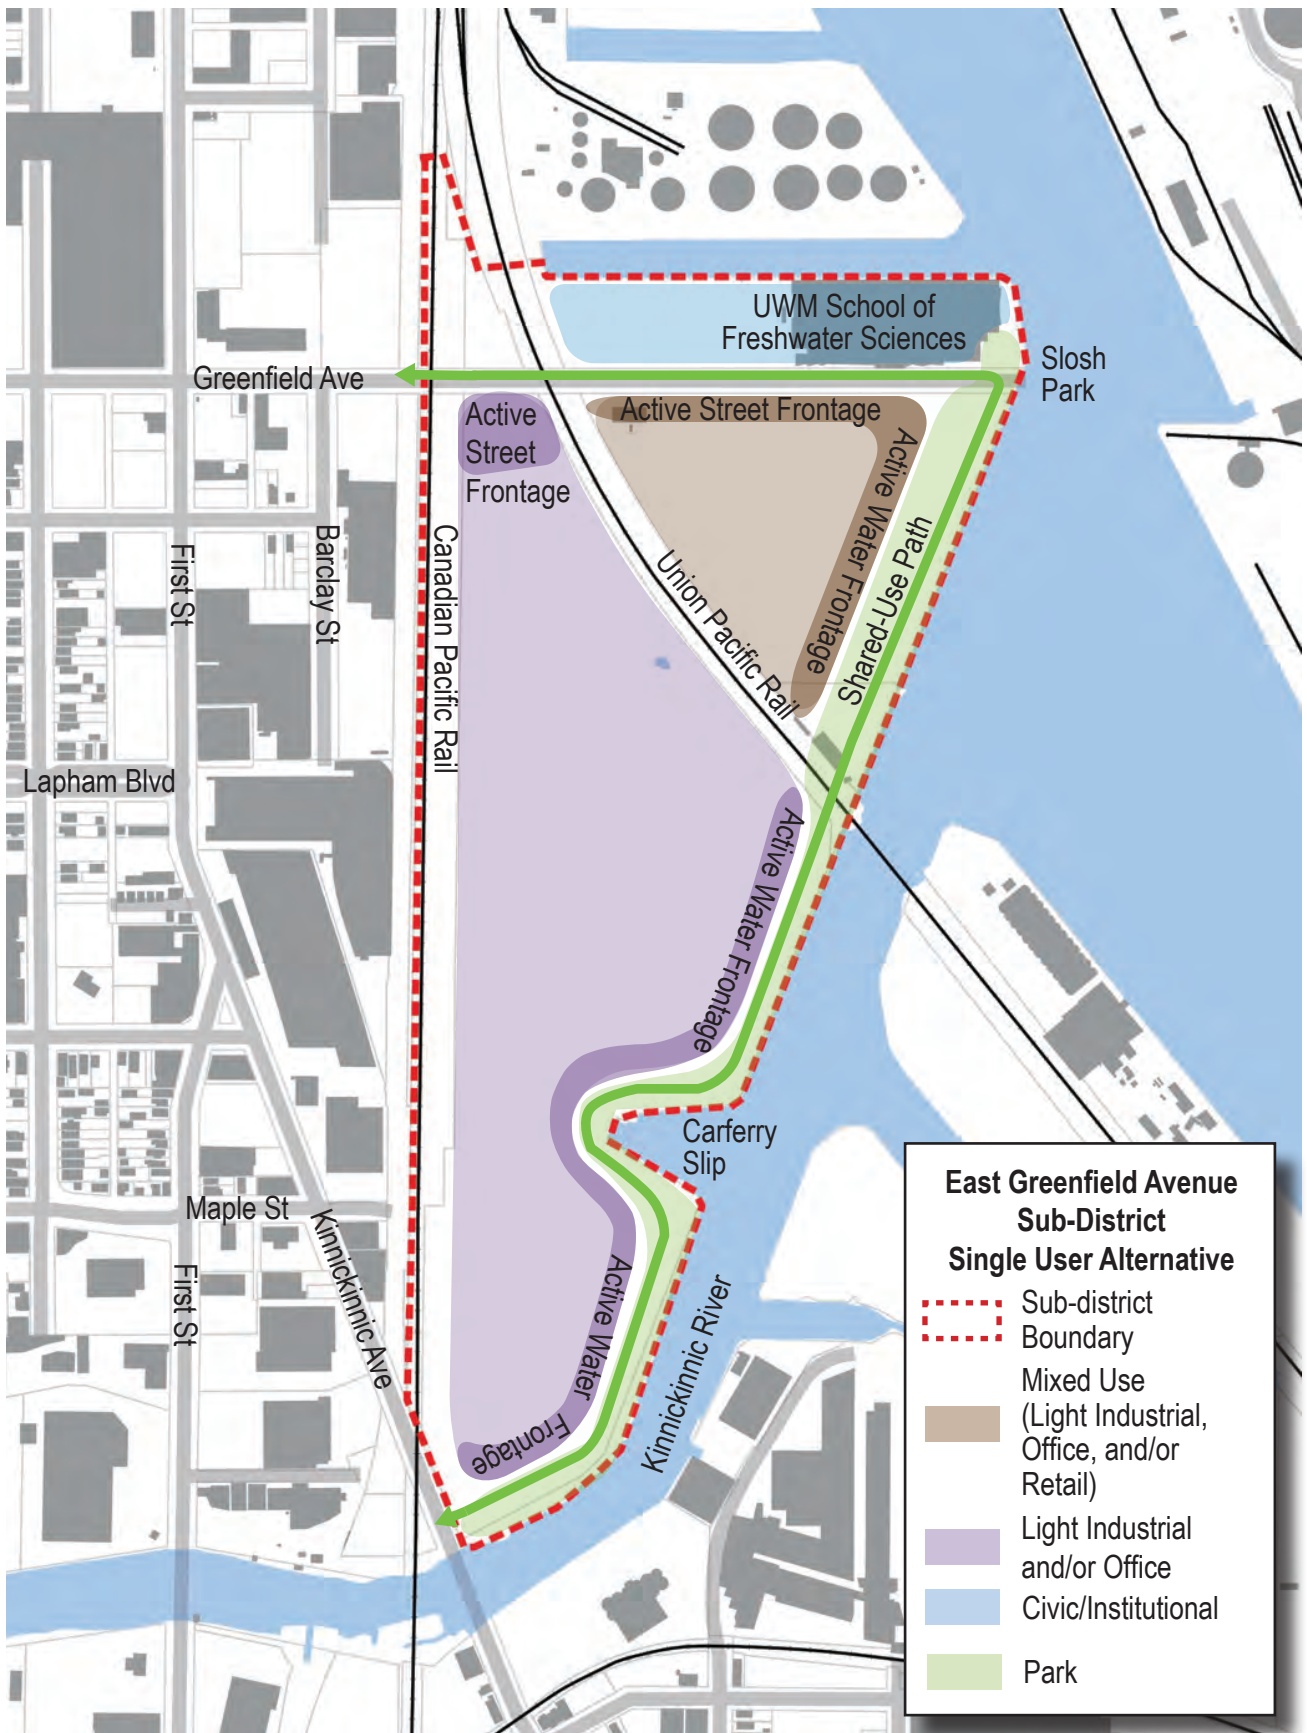 UWM School of
Freshwater Sciences
Slosh
Park
Greenfield Ave
Active
Street
Frontage
Active Street Frontage
Active Water Frontage
Shared-Use Path
First St
Barclay St
Canadian Pacific Rail
Union Pacific Rail
Lapham Blvd
Active Water Frontage
Carferry
Slip
Maple St
Kinnickinnic Ave
First St
Active Water
Frontage
Kinnickinnic River
East Greenfield Avenue
Sub-District
Single User Alternative
Sub-district
Boundary
Mixed Use
(Light Industrial,
Office, and/or
Retail)
Light Industrial
and/or Office
Civic/Institutional
Park